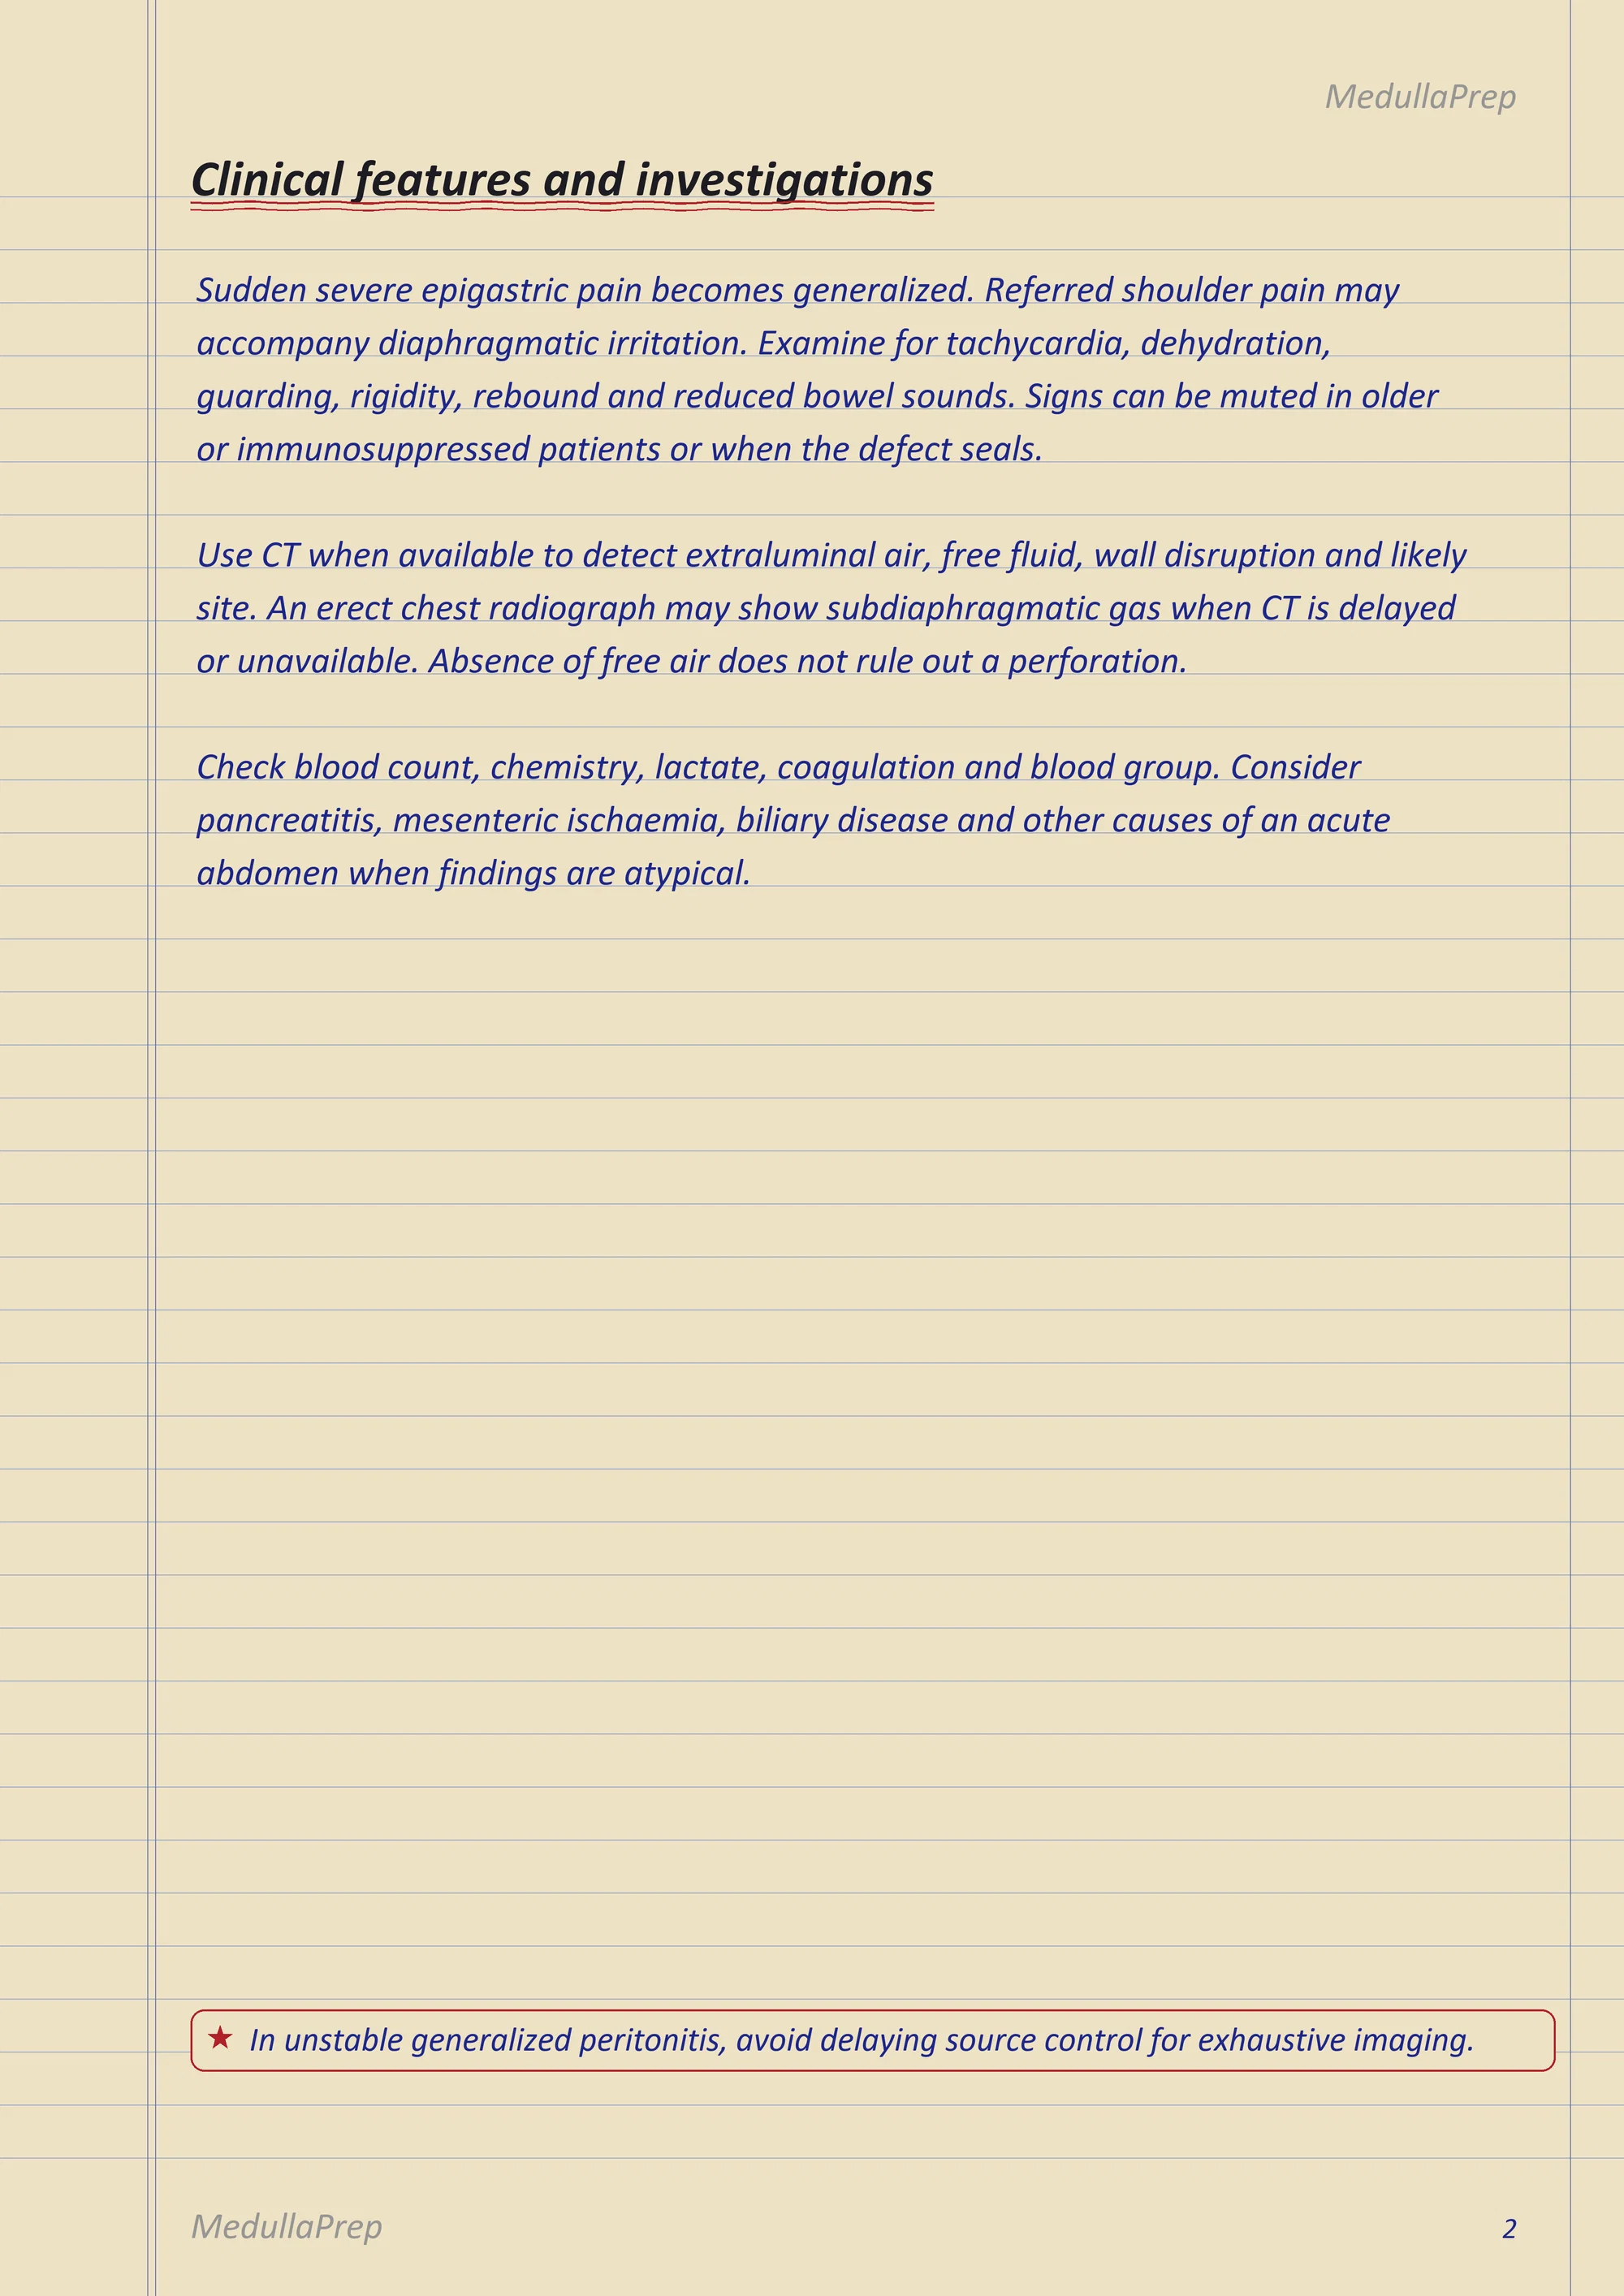 MedullaPrep
Clinical features and investigations
Sudden severe epigastric pain becomes generalized. Referred shoulder pain may
accompany diaphragmatic irritation. Examine for tachycardia, dehydration,
guarding, rigidity, rebound and reduced bowel sounds. Signs can be muted in older
or immunosuppressed patients or when the defect seals.
Use CT when available to detect extraluminal air, free fluid, wall disruption and likely
site. An erect chest radiograph may show subdiaphragmatic gas when CT is delayed
or unavailable. Absence of free air does not rule out a perforation.
Check blood count, chemistry, lactate, coagulation and blood group. Consider
pancreatitis, mesenteric ischaemia, biliary disease and other causes of an acute
abdomen when findings are atypical.
★ In unstable generalized peritonitis, avoid delaying source control for exhaustive imaging.
MedullaPrep
2